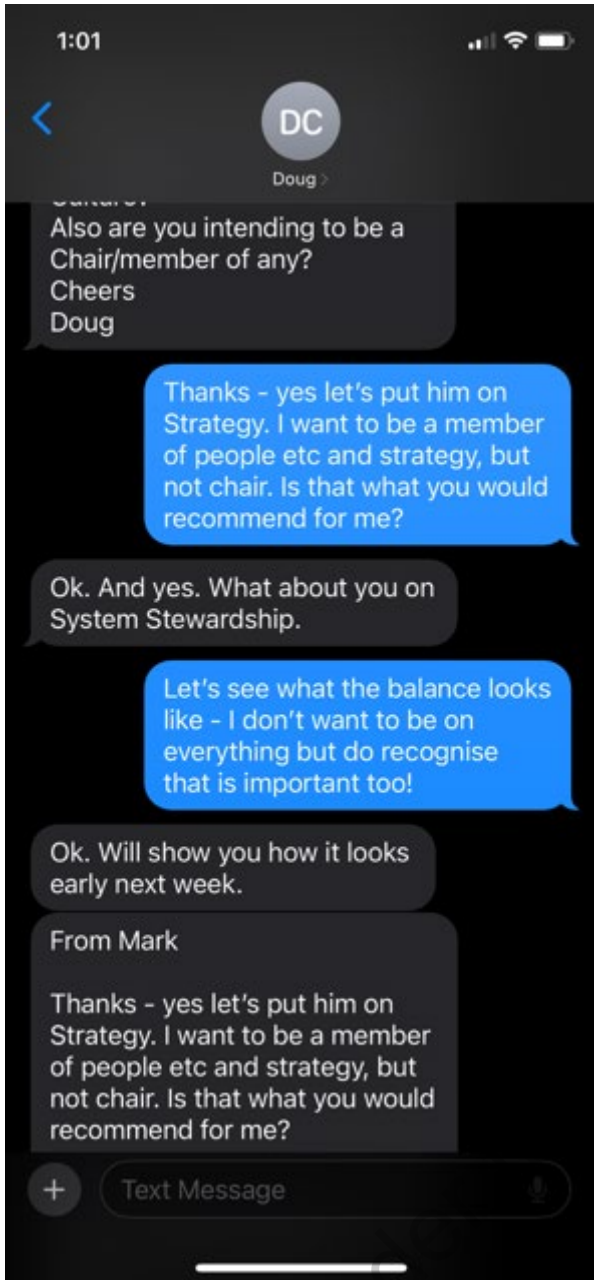 1:01
DC
Doug
Also are you intending to be a
Chair/member of any?
Cheers
Doug
Thanks - yes let's put him on
Strategy. I want to be a member
of people etc and strategy, but
not chair. Is that what you would
recommend for me?
Ok. And yes. What about you on
System Stewardship.
Let's see what the balance looks
like - I don't want to be on
everything but do recognise
that is important too!
Ok. Will show you how it looks
early next week.
From Mark
Thanks - yes let's put him on
Strategy. I want to be a member
of people etc and strategy, but
not chair. Is that what you would
recommend for me?
Text Message